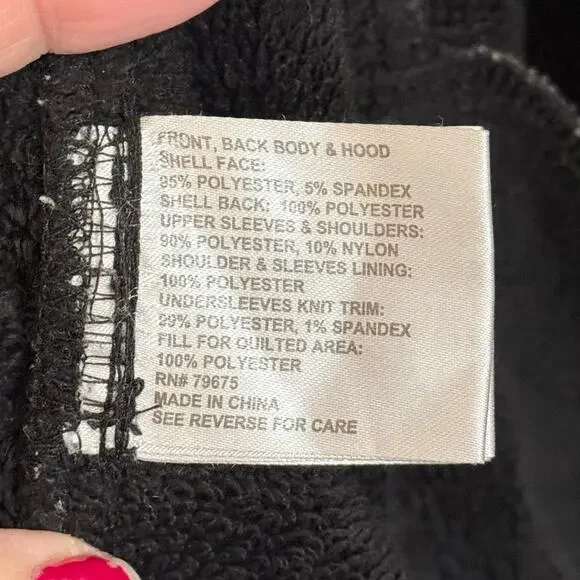 FRONT, BACK BODY & HOOD
SHELL FACE:
95% POLYESTER, 5% SPANDEX
SHELL BACK: 100% POLYESTER
UPPER SLEEVES & SHOULDERS:
90% POLYESTER, 10% NYLON
SHOULDER & SLEEVES LINING:
100% POLYESTER
UNDERSLEEVES KNIT TRIM:
99% POLYESTER, 1% SPANDEX
FILL FOR QUILTED AREA:
100% POLYESTER
RN# 79675
MADE IN CHINA
SEE REVERSE FOR CARE